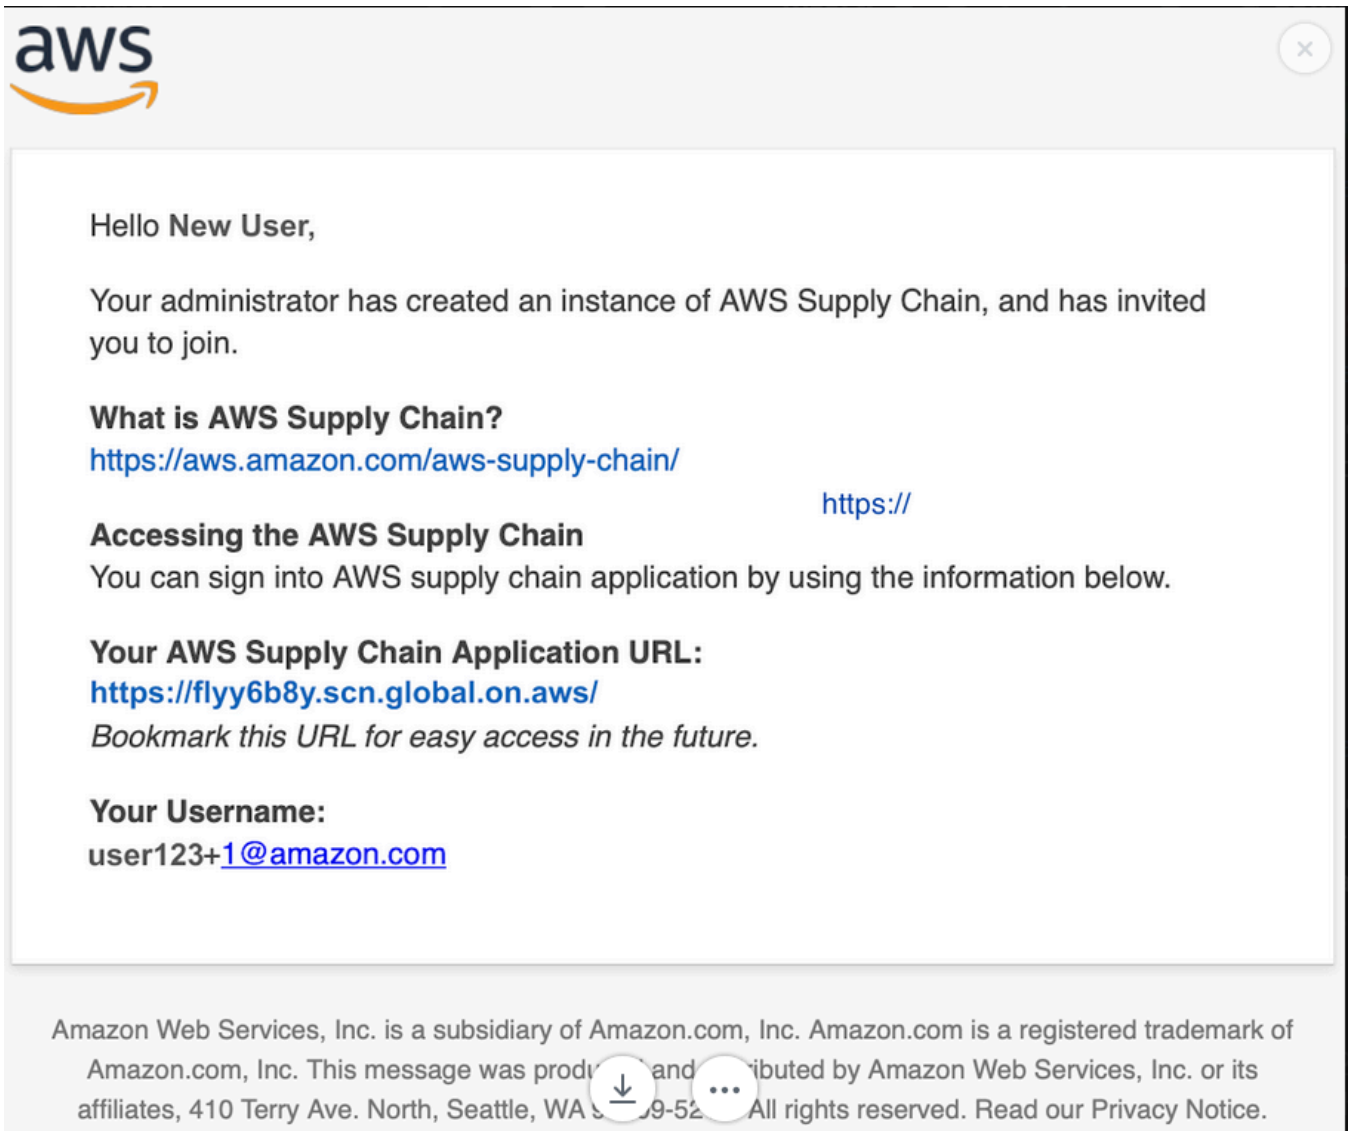 aws
Hello New User,
Your administrator has created an instance of AWS Supply Chain, and has invited
you to join.
What is AWS Supply Chain?
https://aws.amazon.com/aws-supply-chain/
https://
Accessing the AWS Supply Chain
You can sign into AWS supply chain application by using the information below.
Your AWS Supply Chain Application URL:
https://flyy6b8y.scn.global.on.aws/
Bookmark this URL for easy access in the future.
Your Username:
user123+1@amazon.com
Amazon Web Services, Inc. is a subsidiary of Amazon.com, Inc. Amazon.com is a registered trademark of
Amazon.com, Inc. This message was and by Amazon Web Services, Inc. or its
affiliates, 410 Terry Ave. North, Seattle, WA All rights reserved. Read our Privacy Notice.